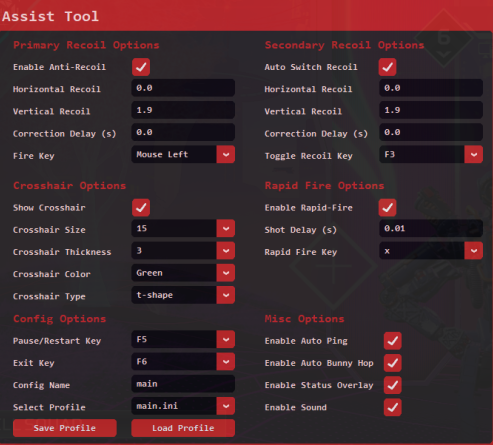 Assist Tool
Primary Recoil Options
Enable Anti-Recoil
Horizontal Recoil 0.0
Vertical Recoil 1.9
Correction Delay (s) 0.0
Fire Key Mouse Left
Secondary Recoil Options
Auto Switch Recoil
Horizontal Recoil 0.0
Vertical Recoil 1.9
Correction Delay (s) 0.0
Toggle Recoil Key F3
Crosshair Options
Show Crosshair
Crosshair Size 15
Crosshair Thickness 3
Crosshair Color Green
Crosshair Type t-shape
Rapid Fire Options
Enable Rapid-Fire
Shot Delay (s) 0.01
Rapid Fire Key x
Config Options
Pause/Restart Key F5
Exit Key F6
Config Name main
Select Profile main.ini
Save Profile Load Profile
Misc Options
Enable Auto Ping
Enable Auto Bunny Hop
Enable Status Overlay
Enable Sound